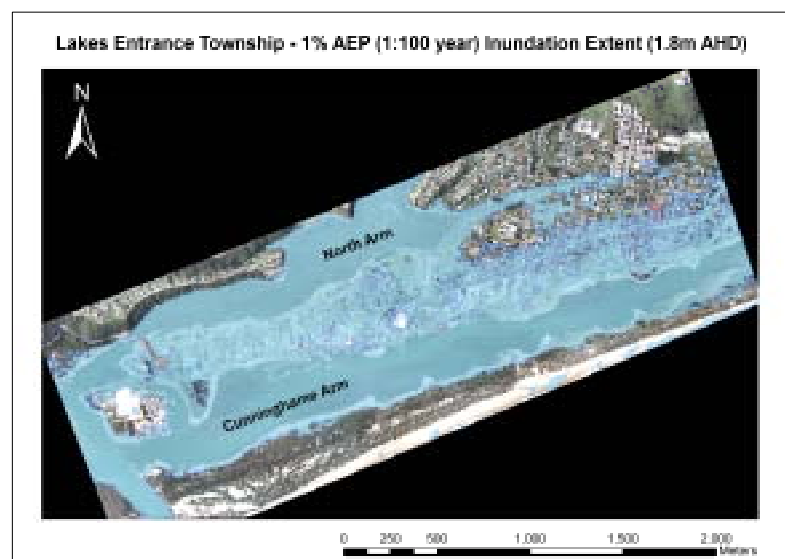 Lakes Entrance Township - 1% AEP (1:100 year) Inundation Extent (1.8m AHD)
N
North Arm
Cunninghame Arm
0 250 500 1,000 1,500 2,000
Meters